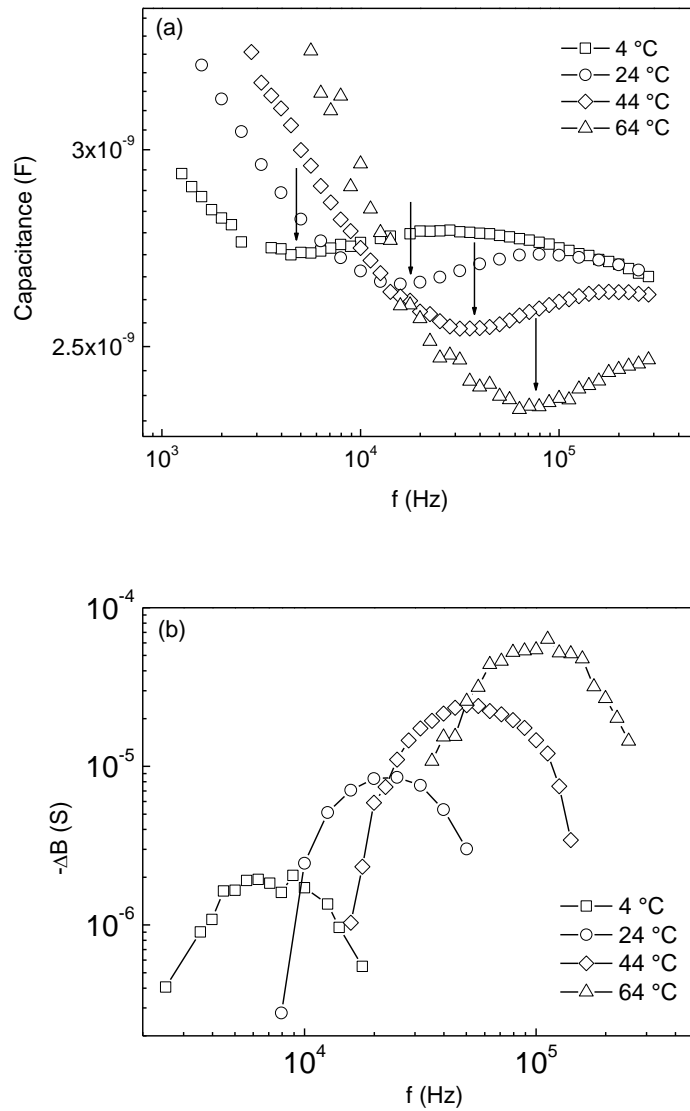 (a)
4 °C
24 °C
44 °C
64 °C
3x10⁻⁹
2.5x10⁻⁹
Capacitance (F)
10³
10⁴
10⁵
f (Hz)
(b)
10⁻⁴
10⁻⁵
10⁻⁶
-ΔB (S)
4 °C
24 °C
44 °C
64 °C
10⁴
10⁵
f (Hz)